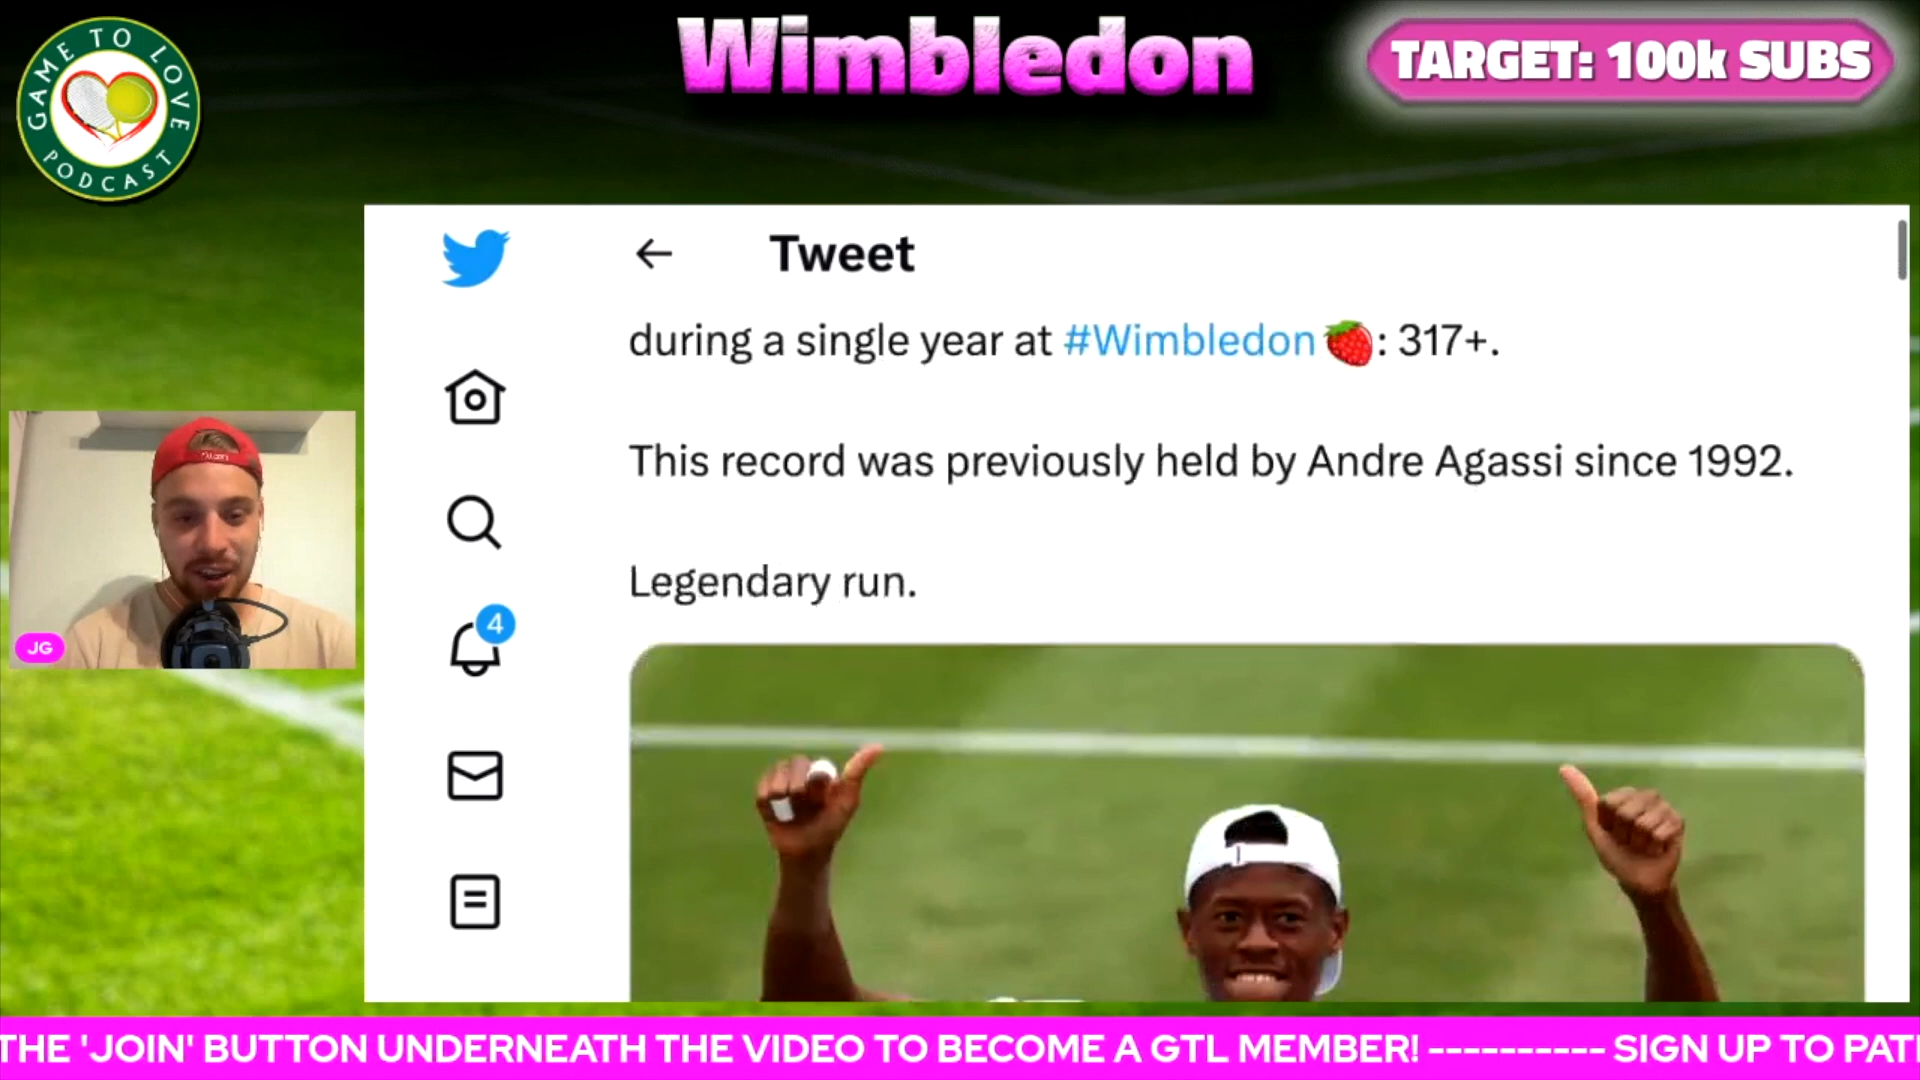 GAME TO LOVE
PODCAST
Wimbledon
TARGET: 100k SUBS
Tweet
during a single year at #Wimbledon🍓: 317+.
This record was previously held by Andre Agassi since 1992.
Legendary run.
4
JG
THE 'JOIN' BUTTON UNDERNEATH THE VIDEO TO BECOME A GTL MEMBER! ---------- SIGN UP TO